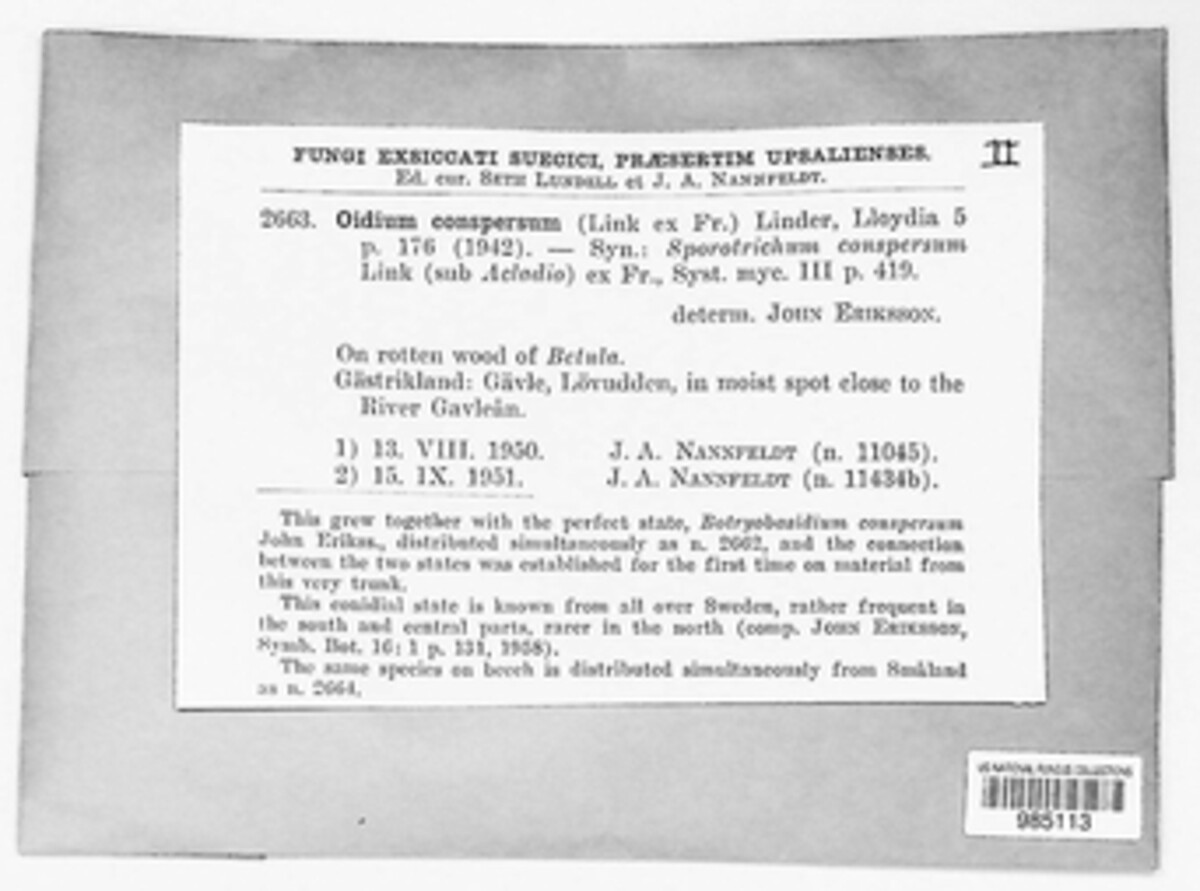 FUNGI EXSICCATI SUECICI, PRÆSERTIM UPSALIENSES.
II
Ed. cur. SETH LUNDELL et J. A. NANNFELDT.
2663. Oidium conspersum (Link ex Fr.) Linder, Lloydia 5
p. 176 (1942). — Syn.: Sporotrichum conspersum
Link (sub Acladio) ex Fr., Syst. myc. III p. 419.
determ. JOHN ERIKSSON.
On rotten wood of Betula.
Gästrikland: Gävle, Lövudden, in moist spot close to the
River Gavleån.
1) 13. VIII. 1950. J. A. NANNFELDT (n. 11045).
2) 15. IX. 1951. J. A. NANNFELDT (n. 11434b).
This grew together with the perfect state, Botryobasidium conspersum
John Erikss., distributed simultaneously as n. 2662, and the connection
between the two states was established for the first time on material from
this very trunk.
This conidial state is known from all over Sweden, rather frequent in
the south and central parts, rarer in the north (comp. JOHN ERIKSSON,
Symb. Bot. 16: 1 p. 131, 1958).
The same species on beech is distributed simultaneously from Småland
as n. 2664.
US NATIONAL FUNGUS COLLECTIONS
985113